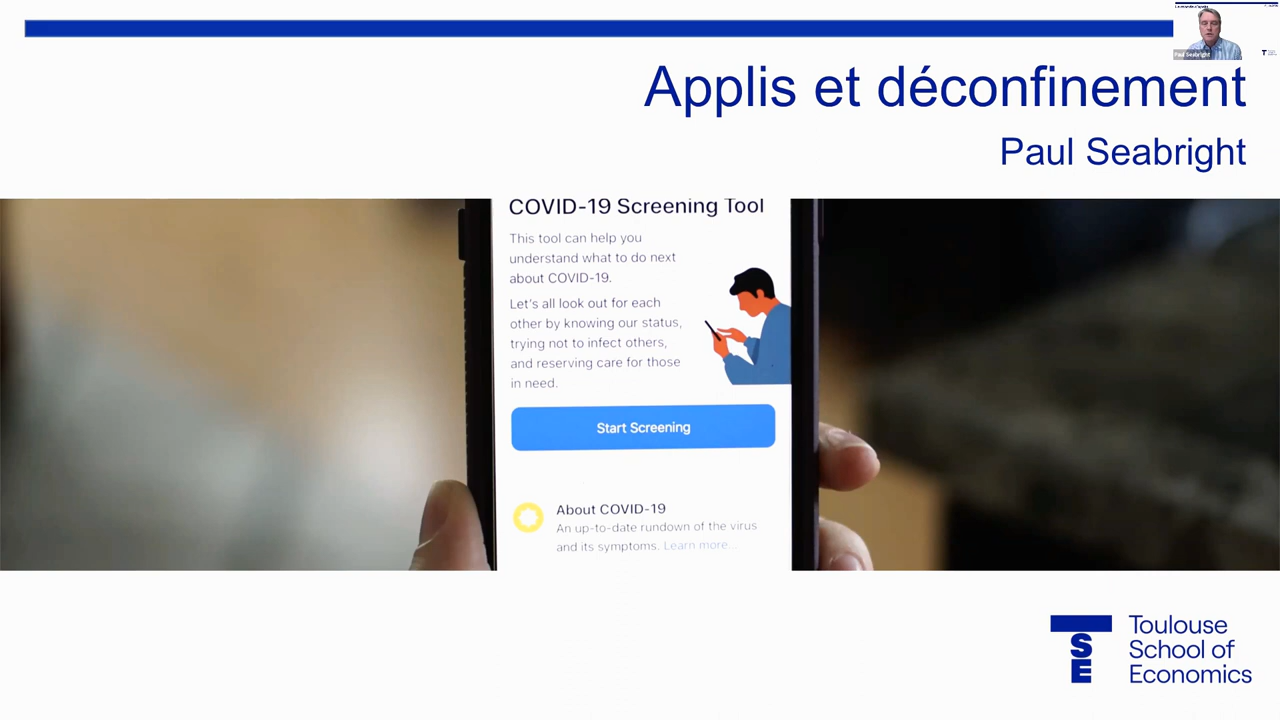 Paul Seabright
Applis et déconfinement
Paul Seabright
COVID-19 Screening Tool
This tool can help you
understand what to do next
about COVID-19.
Let's all look out for each
other by knowing our status,
trying not to infect others,
and reserving care for those
in need.
Start Screening
About COVID-19
An up-to-date rundown of the virus
and its symptoms. Learn more...
TSE
Toulouse
School of
Economics